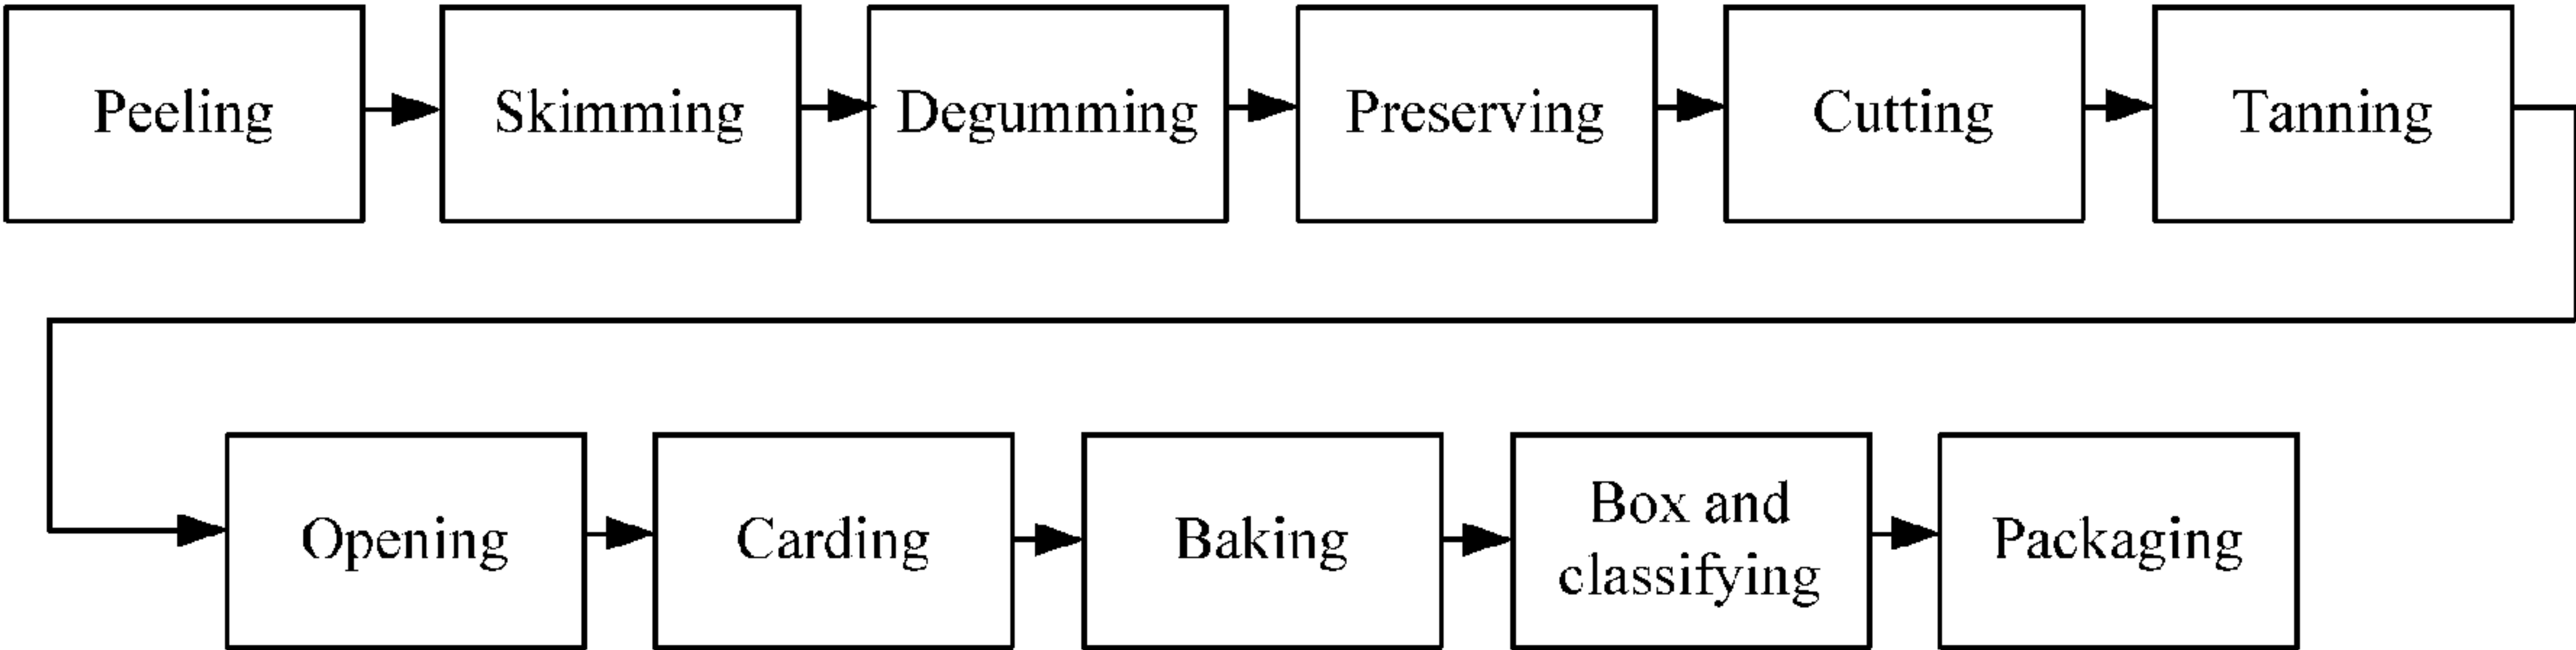 Peeling
Skimming
Degumming
Preserving
Cutting
Tanning
Opening
Carding
Baking
Box and
classifying
Packaging